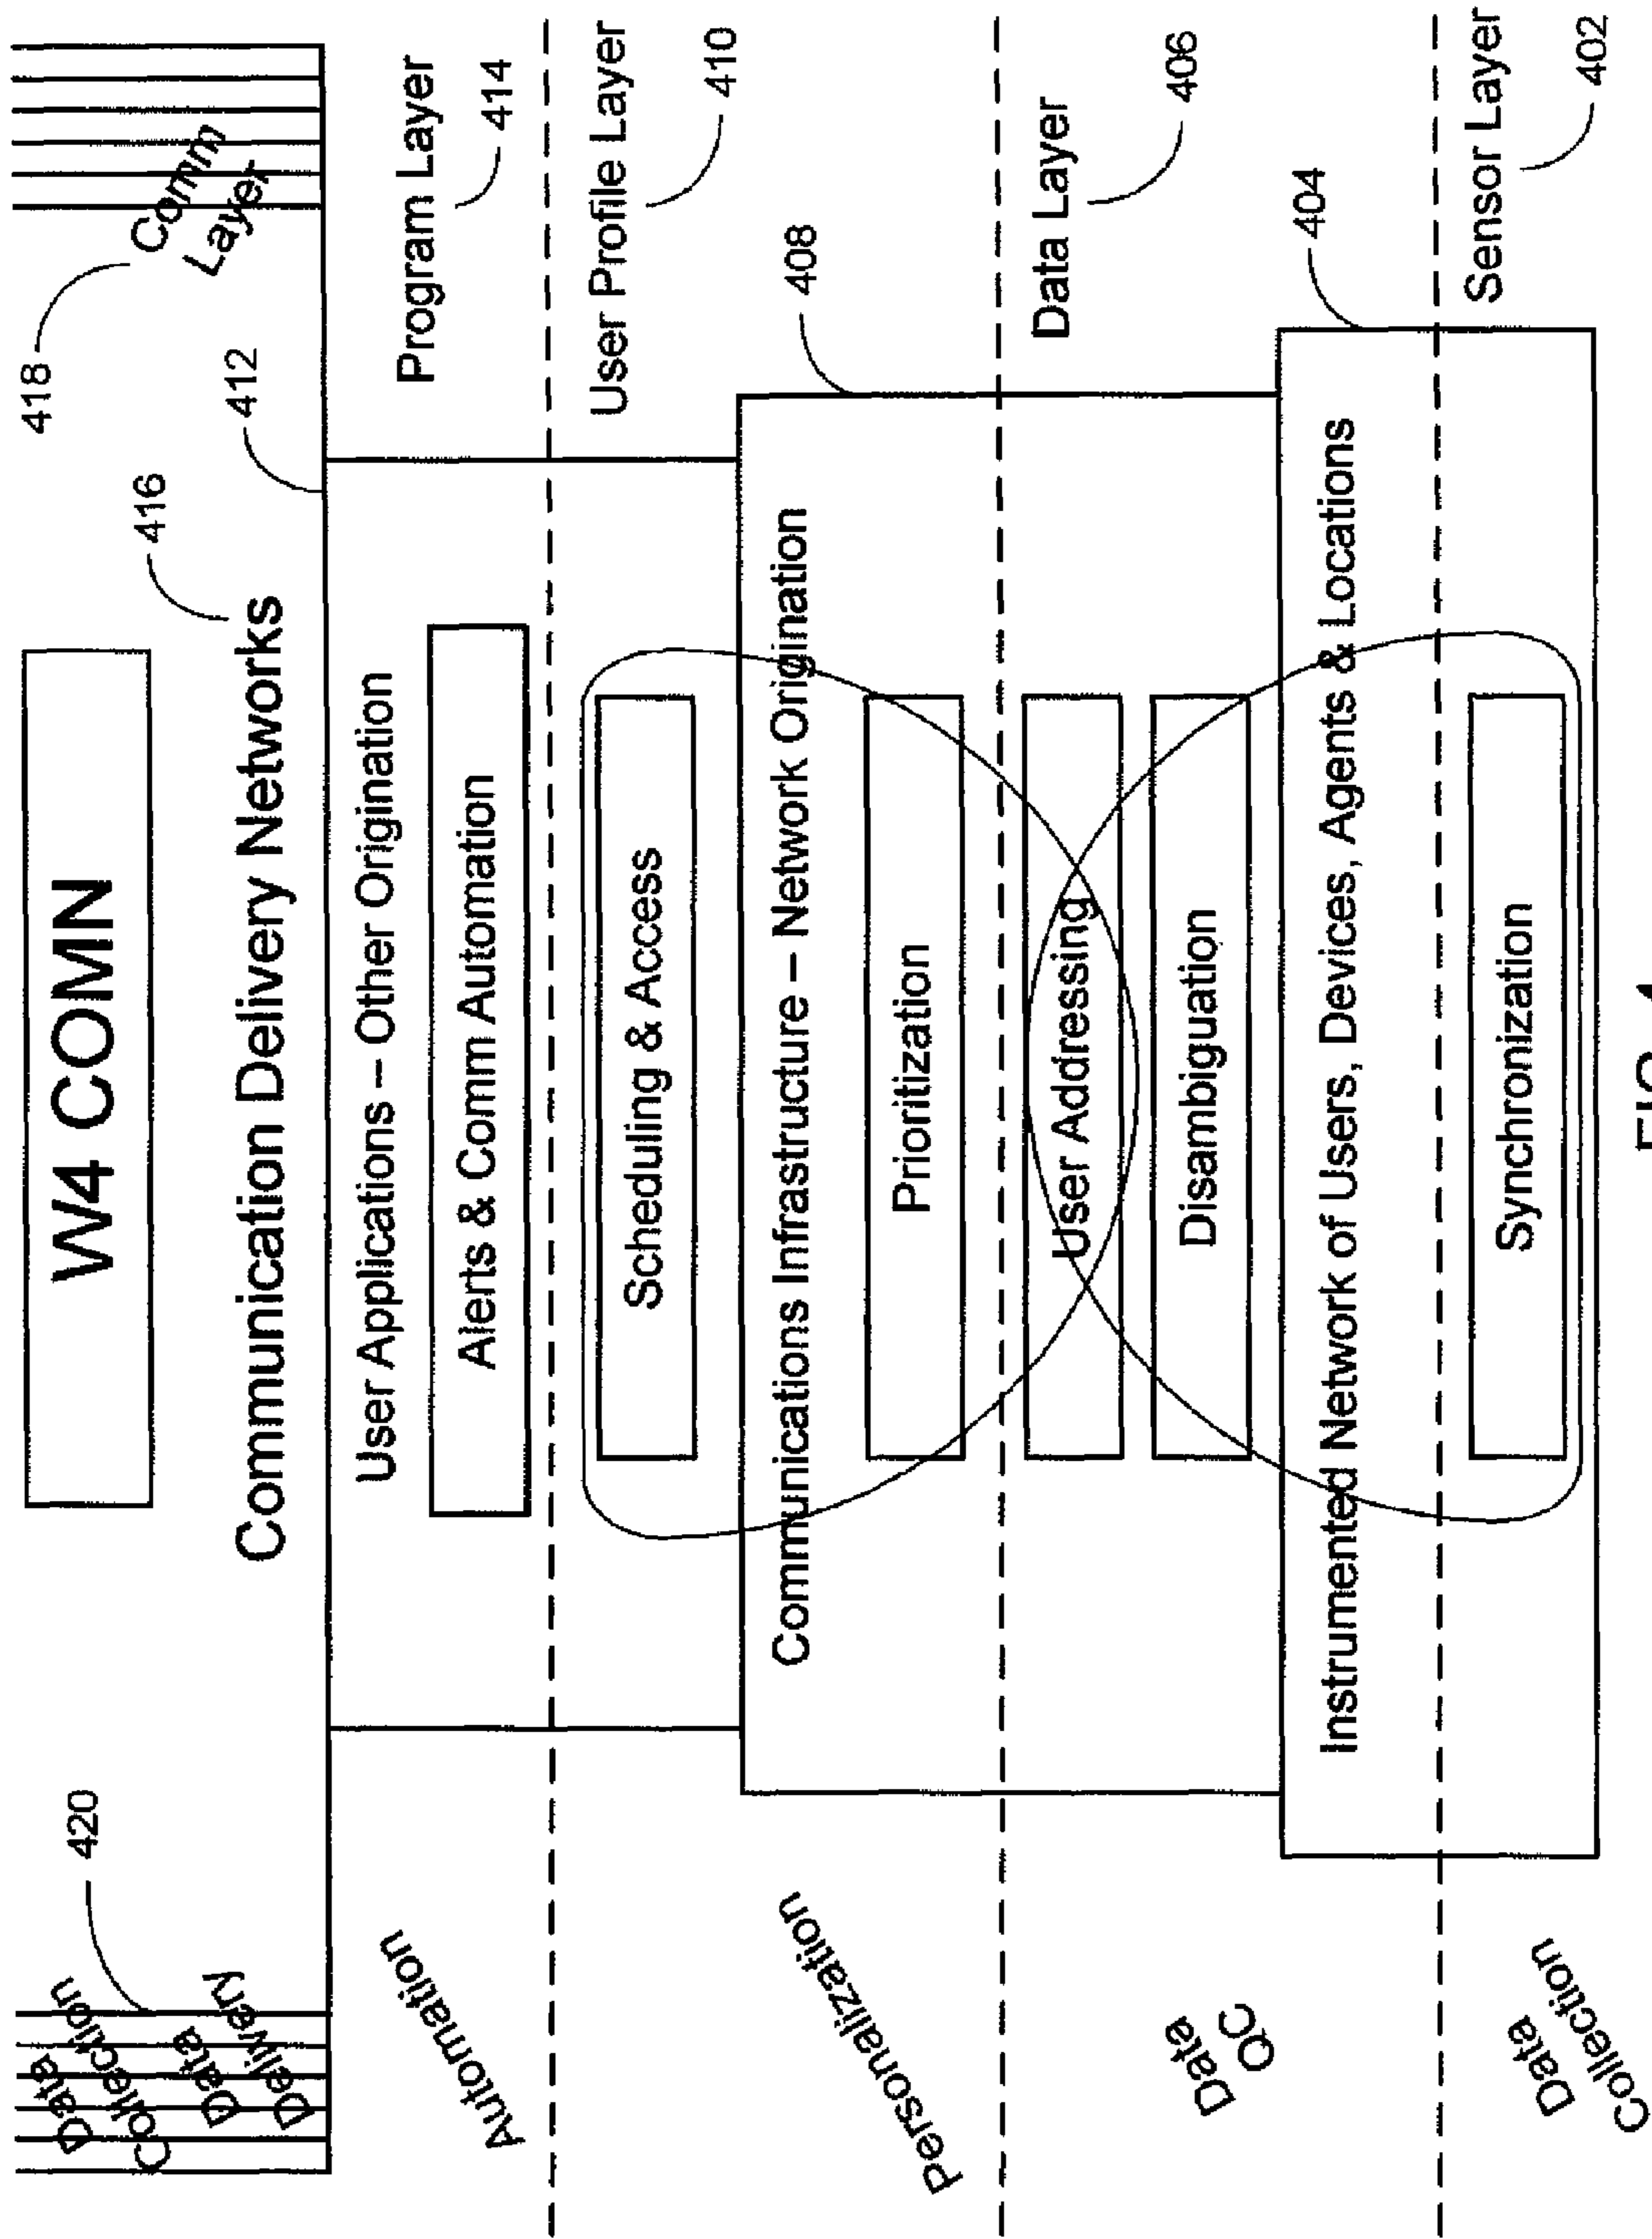 W4 COMN
418
Comm
Layer
420
Data
Collection
Data
Delivery
416
Communication Delivery Networks
412
User Applications – Other Origination
Program Layer
414
Automation
Alerts & Comm Automation
User Profile Layer
410
Scheduling & Access
408
Communications Infrastructure – Network Origination
Personalization
Prioritization
Data Layer
406
User Addressing
Data
QC
Disambiguation
404
Instrumented Network of Users, Devices, Agents & Locations
Sensor Layer
402
Data
Collection
Synchronization